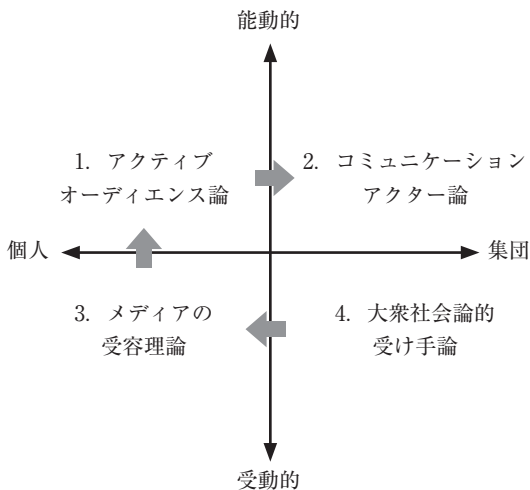 能動的
1. アクティブ
オーディエンス論
2. コミュニケーション
アクター論
個人
集団
3. メディアの
受容理論
4. 大衆社会論的
受け手論
受動的